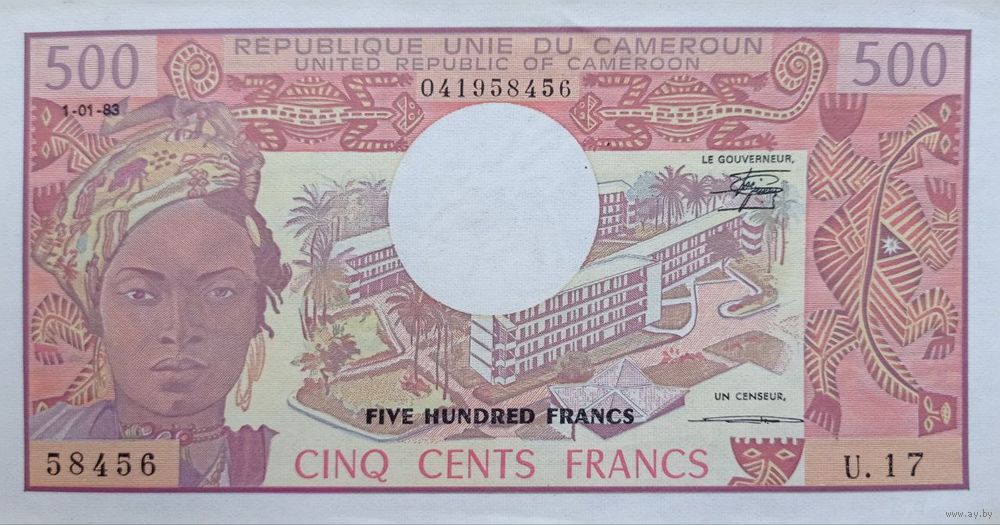 500
RÉPUBLIQUE UNIE DU CAMEROUN
UNITED REPUBLIC OF CAMEROON
500
041958456
1-01-83
LE GOUVERNEUR,
UN CENSEUR,
FIVE HUNDRED FRANCS
58456
CINQ CENTS FRANCS
U. 17
www.ay.by